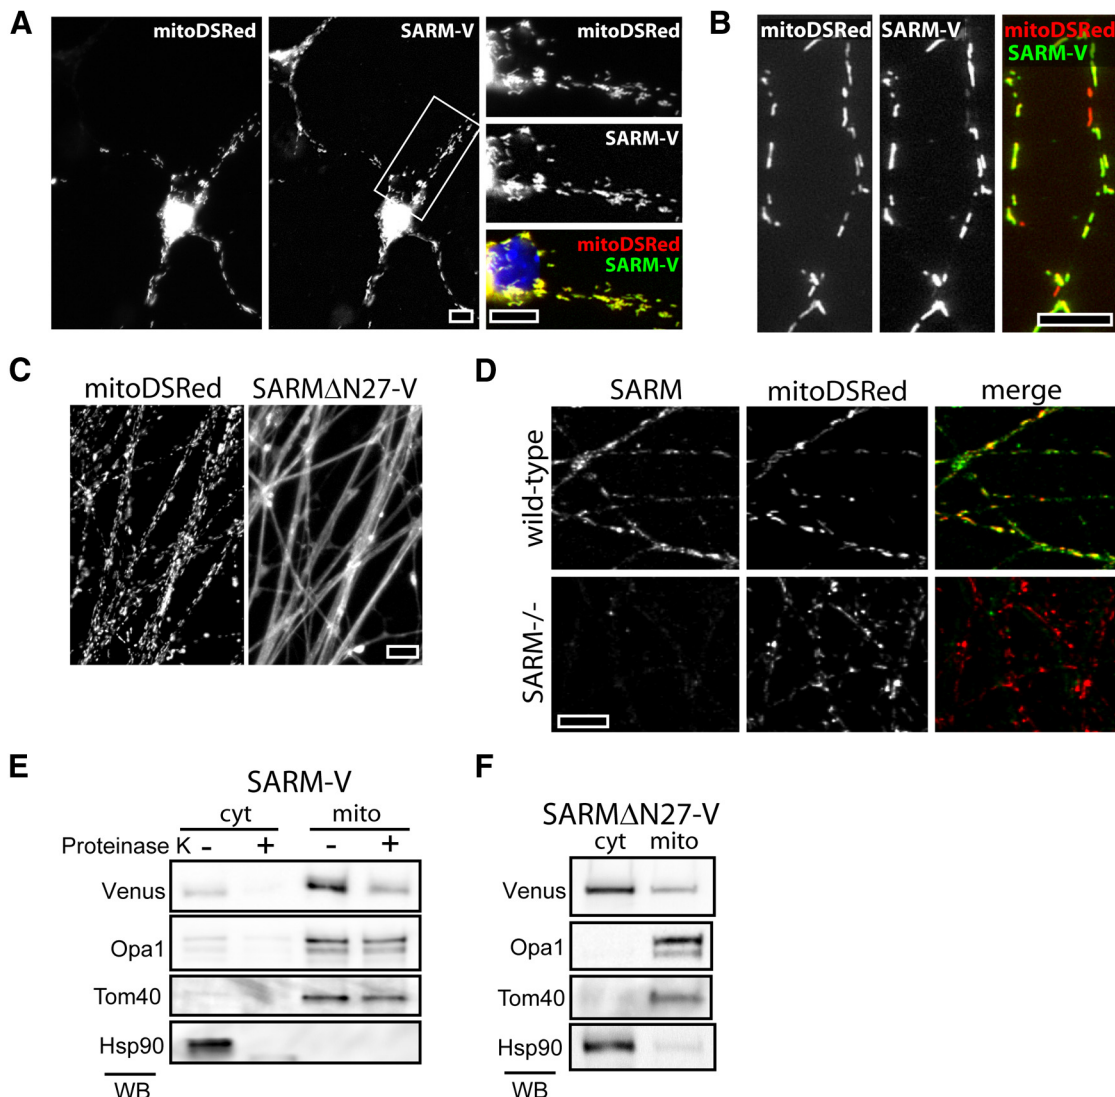 A
mitoDSRed
SARM-V
mitoDSRed
SARM-V
mitoDSRed
SARM-V
B
mitoDSRed
SARM-V
mitoDSRed
SARM-V
C
mitoDSRed
SARMΔN27-V
D
SARM
mitoDSRed
merge
wild-type
SARM-/-
E
SARM-V
cyt
mito
Proteinase K - + - +
Venus
Opa1
Tom40
Hsp90
WB
F
SARMΔN27-V
cyt
mito
Venus
Opa1
Tom40
Hsp90
WB